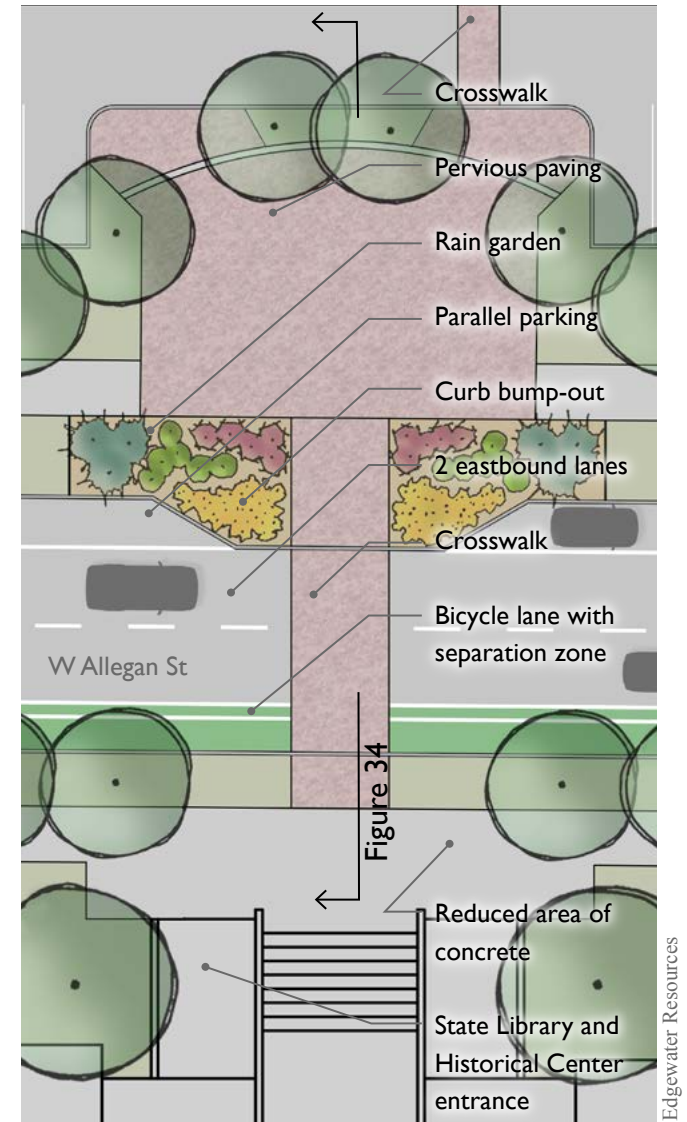 Crosswalk
Pervious paving
Rain garden
Parallel parking
Curb bump-out
2 eastbound lanes
Crosswalk
Bicycle lane with
separation zone
W Allegan St
Figure 34
Reduced area of
concrete
State Library and
Historical Center
entrance
Edgewater Resources